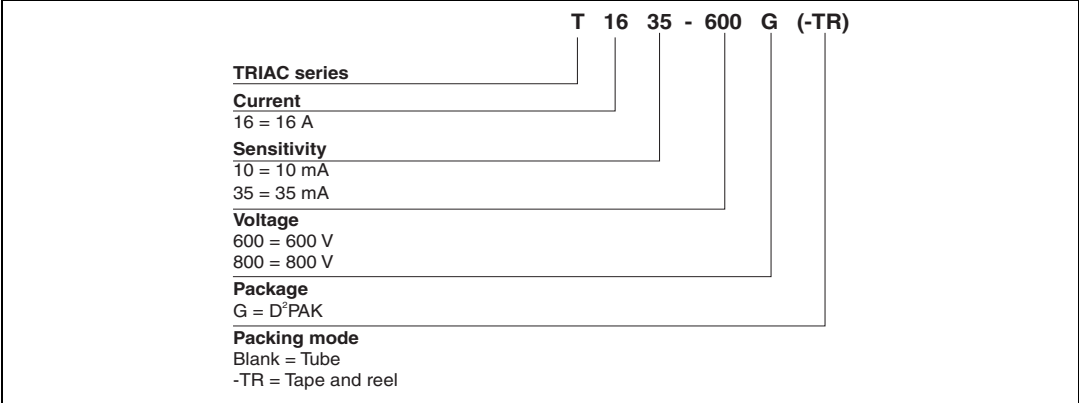 T 16 35 - 600 G (-TR)
TRIAC series
Current
16 = 16 A
Sensitivity
10 = 10 mA
35 = 35 mA
Voltage
600 = 600 V
800 = 800 V
Package
G = D²PAK
Packing mode
Blank = Tube
-TR = Tape and reel